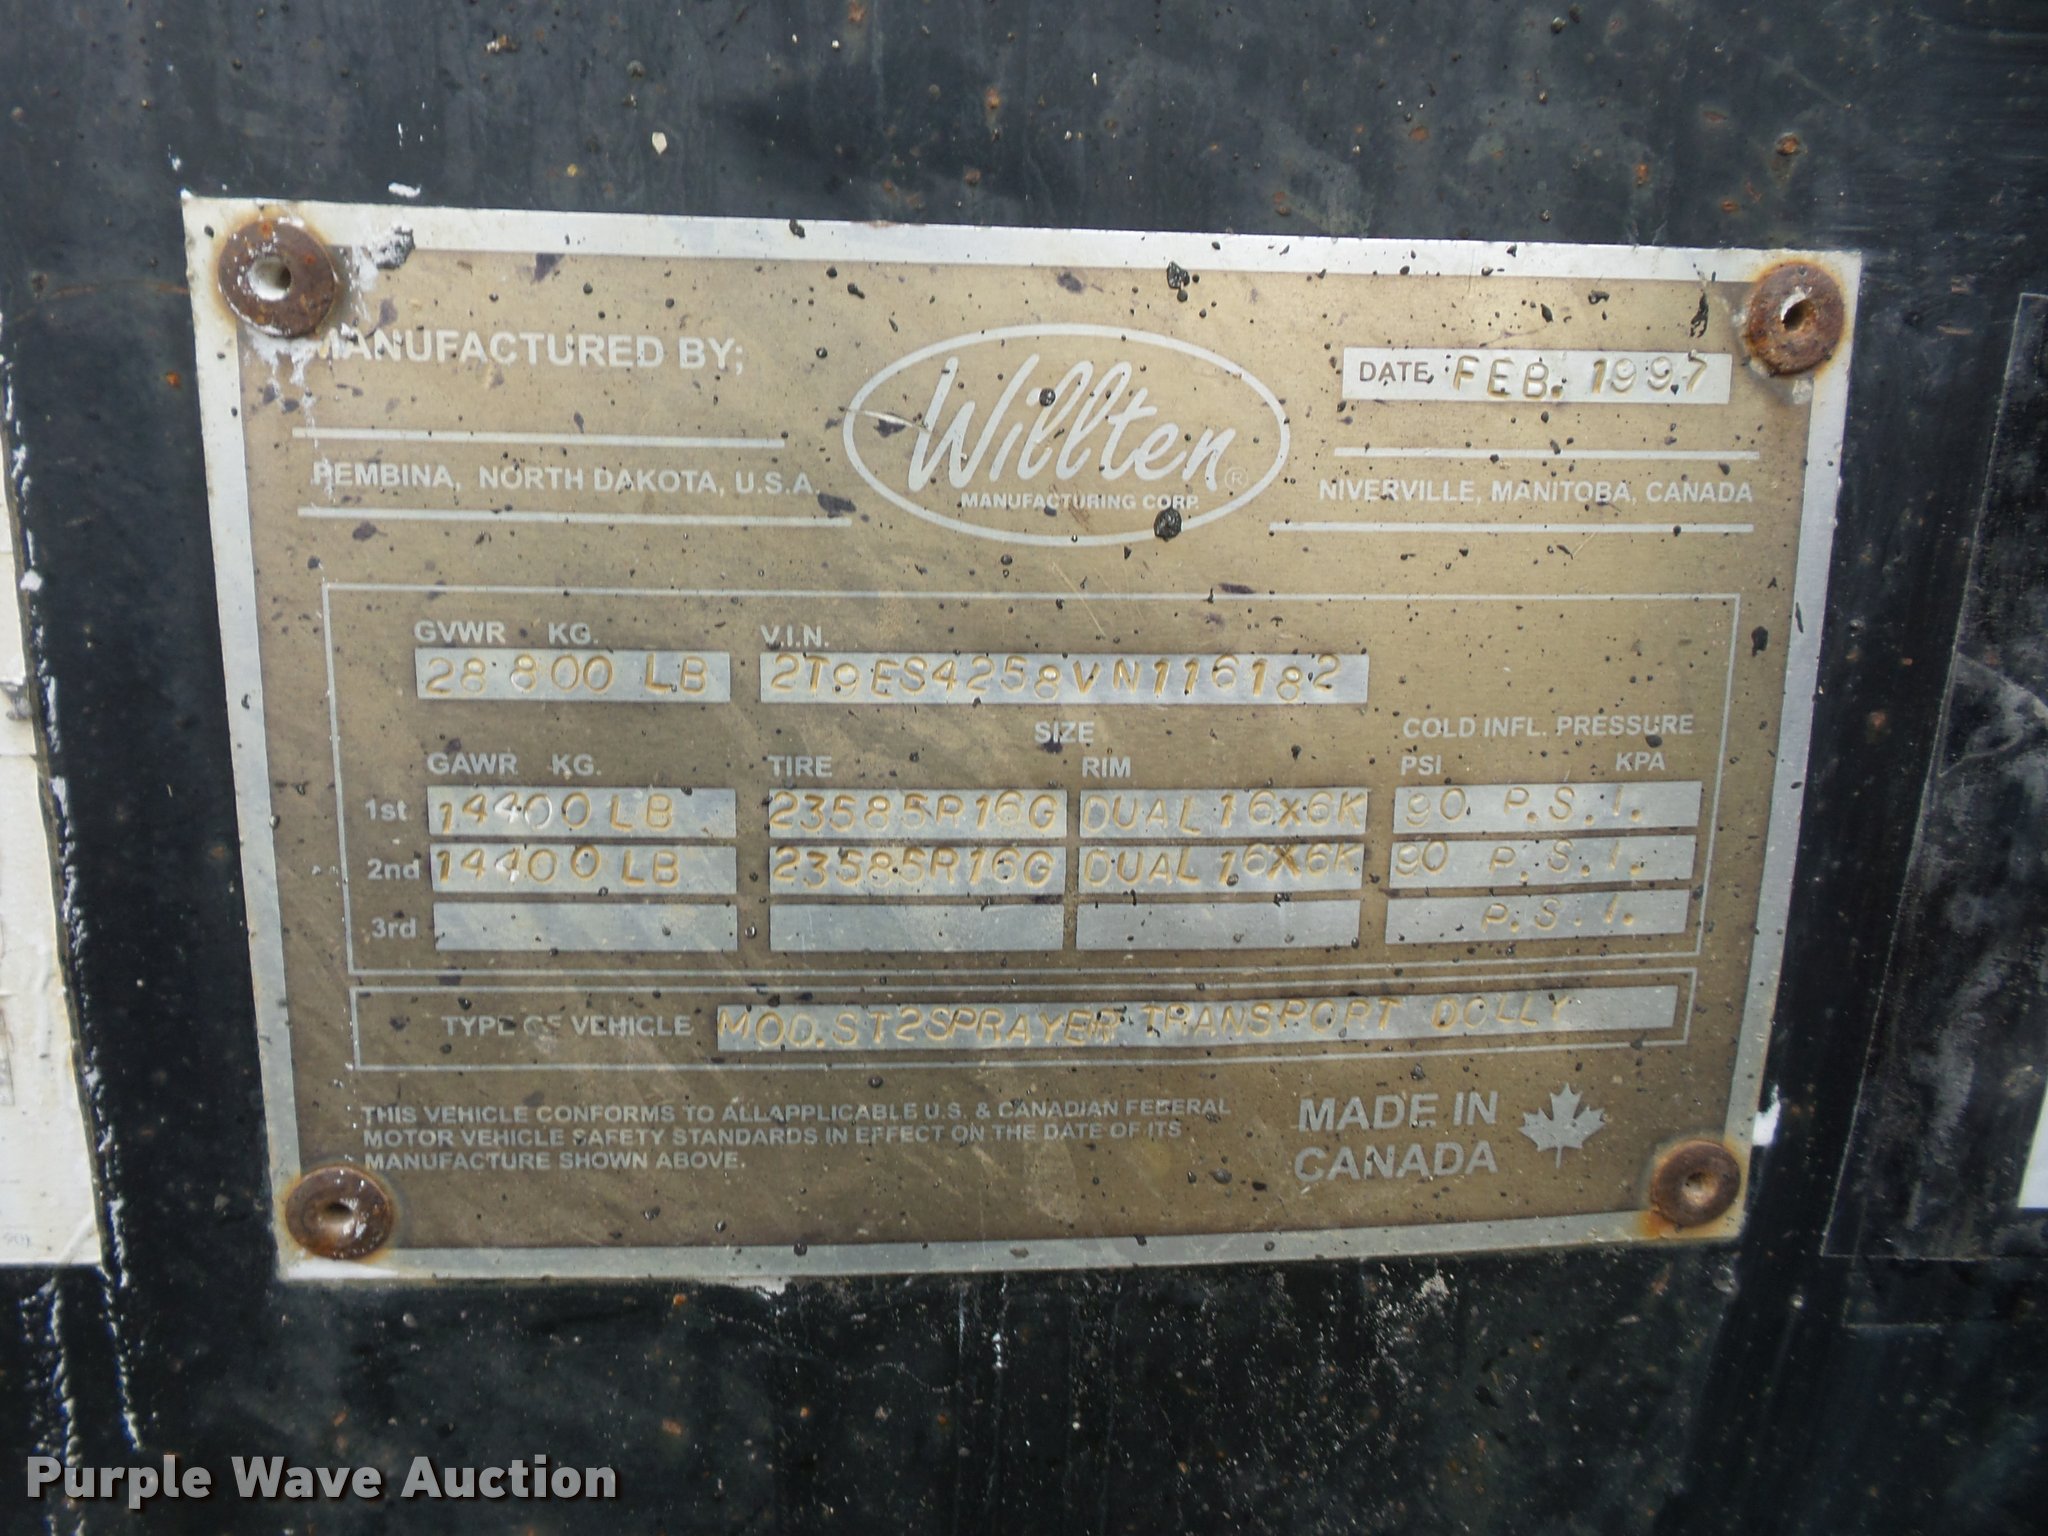 MANUFACTURED BY;
Willten ®
MANUFACTURING CORP.
DATE FEB. 1997
PEMBINA, NORTH DAKOTA, U.S.A.
NIVERVILLE, MANITOBA, CANADA
GVWR KG. V.I.N.
28 800 LB 2T9ES4258VN116182
SIZE COLD INFL. PRESSURE
GAWR KG. TIRE RIM PSI KPA
1st 14400 LB 23585R16G DUAL 16X6K 90 P.S.I.
2nd 14400 LB 23585R16G DUAL 16X6K 90 P.S.I.
3rd P.S.I.
TYPE OF VEHICLE MOD.ST2SPRAYER TRANSPORT DOLLY
THIS VEHICLE CONFORMS TO ALLAPPLICABLE U.S. & CANADIAN FEDERAL
MOTOR VEHICLE SAFETY STANDARDS IN EFFECT ON THE DATE OF ITS
MANUFACTURE SHOWN ABOVE.
MADE IN
CANADA
Purple Wave Auction